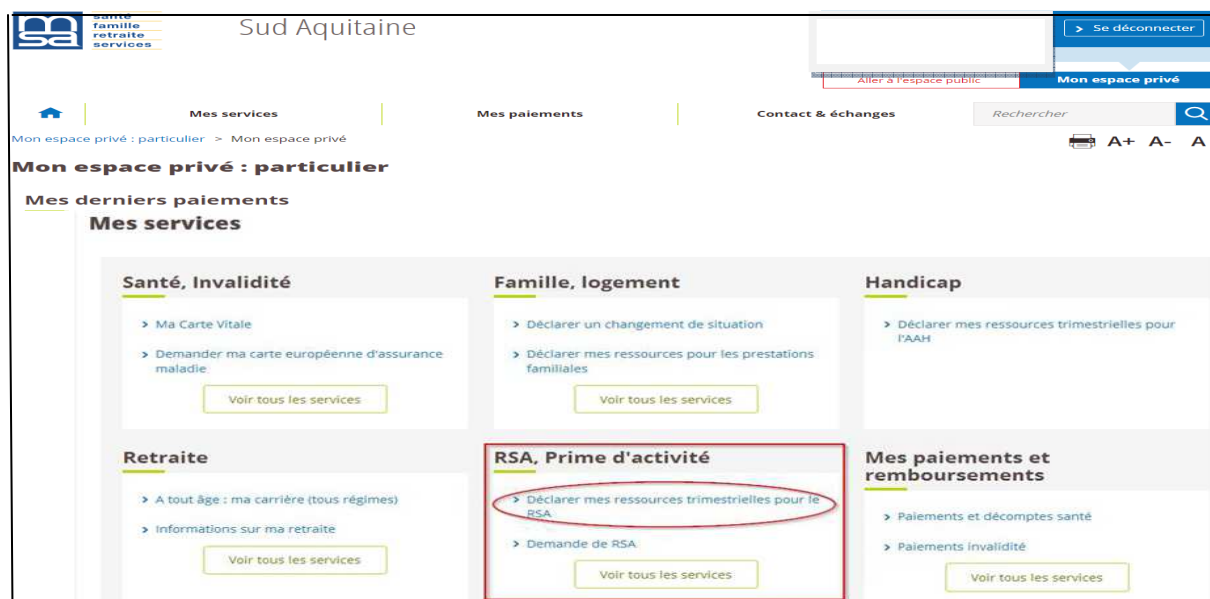 msa
santé
famille
retraite
services
Sud Aquitaine
> Se déconnecter
Aller à l'espace public
Mon espace privé
Mes services
Mes paiements
Contact & échanges
Rechercher
Mon espace privé : particulier > Mon espace privé
A+ A- A
Mon espace privé : particulier
Mes derniers paiements
Mes services
Santé, Invalidité
> Ma Carte Vitale
> Demander ma carte européenne d'assurance
maladie
Voir tous les services
Famille, logement
> Déclarer un changement de situation
> Déclarer mes ressources pour les prestations
familiales
Voir tous les services
Handicap
> Déclarer mes ressources trimestrielles pour
l'AAH
Retraite
> A tout âge : ma carrière (tous régimes)
> Informations sur ma retraite
Voir tous les services
RSA, Prime d'activité
> Déclarer mes ressources trimestrielles pour le
RSA
> Demande de RSA
Voir tous les services
Mes paiements et
remboursements
> Paiements et décomptes santé
> Paiements invalidité
Voir tous les services